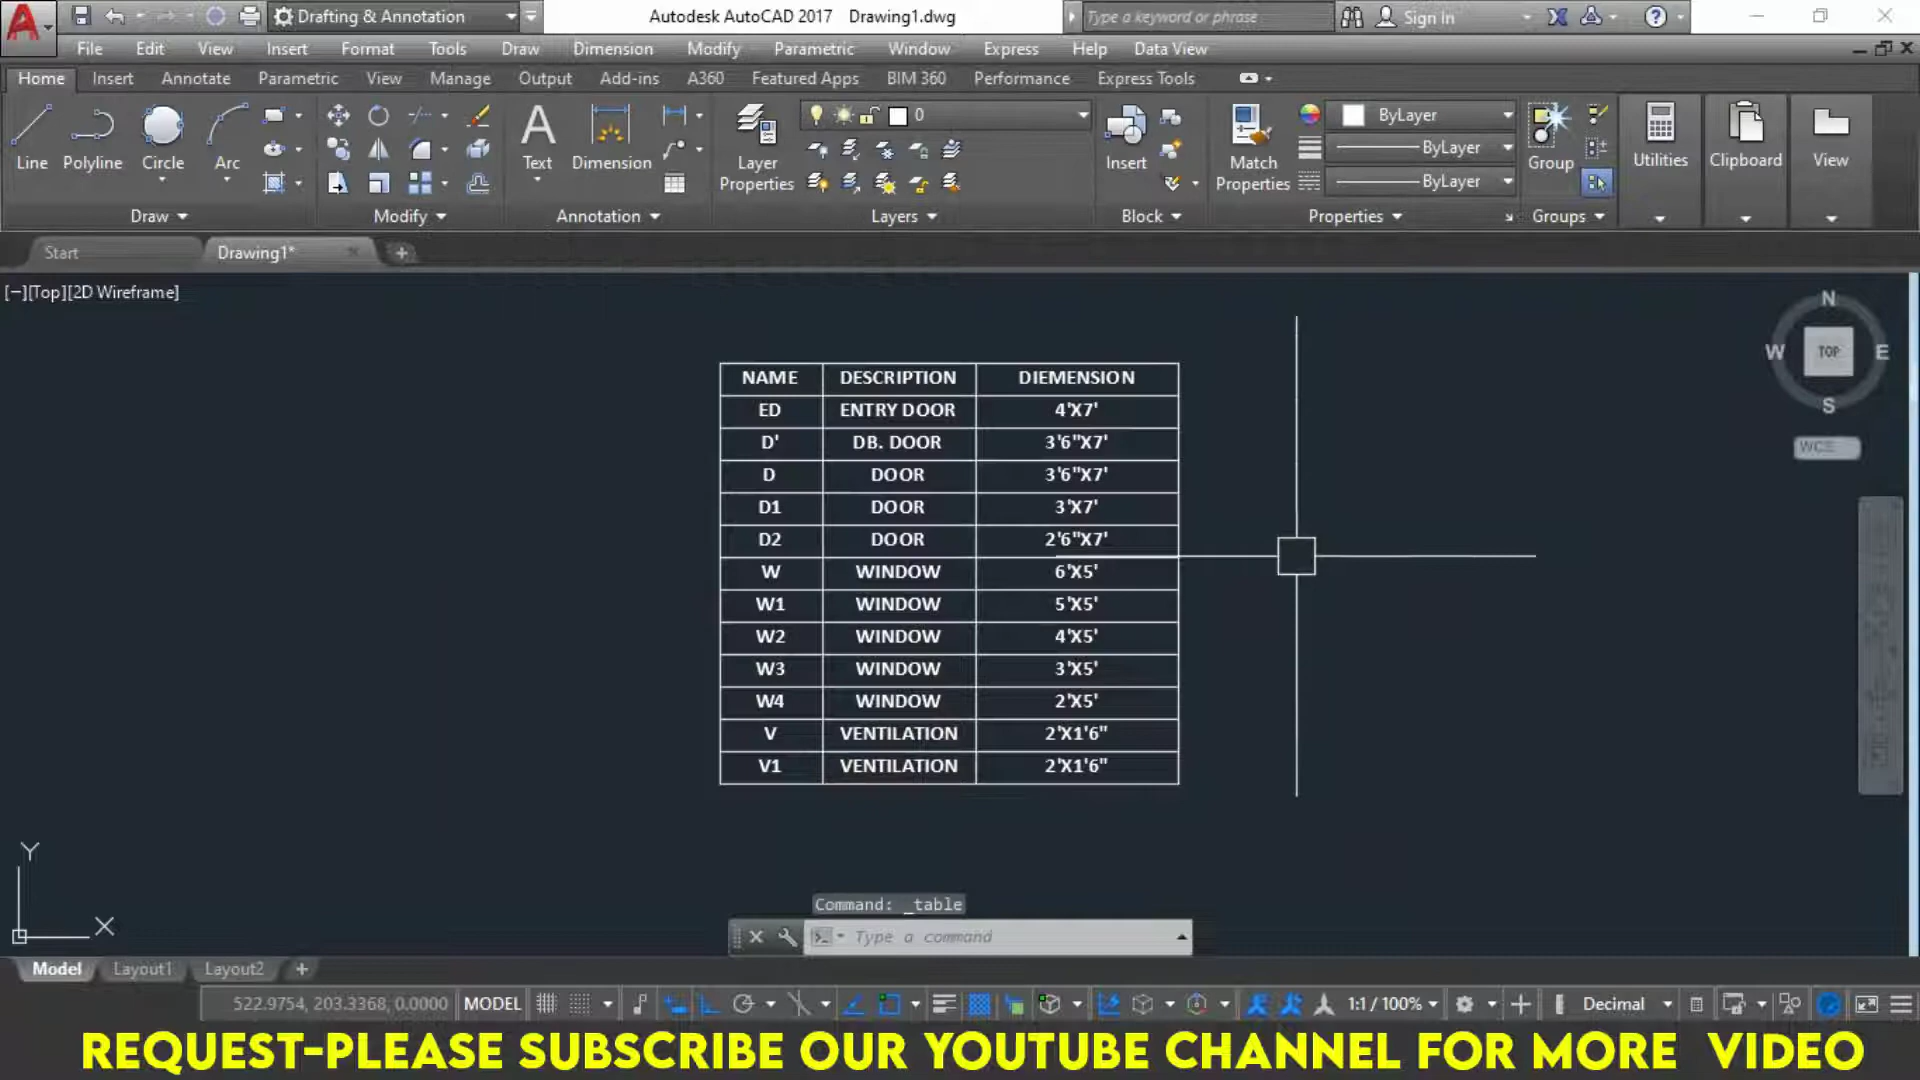 Drafting & Annotation Autodesk AutoCAD 2017 Drawing1.dwg Type a keyword or phrase Sign In
File Edit View Insert Format Tools Draw Dimension Modify Parametric Window Express Help Data View
Home Insert Annotate Parametric View Manage Output Add-ins A360 Featured Apps BIM 360 Performance Express Tools
0 ByLayer
ByLayer
Line Polyline Circle Arc Text Dimension Layer Properties Insert Match Properties Group Utilities Clipboard View
ByLayer
Draw Modify Annotation Layers Block Properties Groups
Start Drawing1*
[−][Top][2D Wireframe]
N
W TOP E
S
WCS
NAME DESCRIPTION DIEMENSION
ED ENTRY DOOR 4'X7'
D' DB. DOOR 3'6"X7'
D DOOR 3'6"X7'
D1 DOOR 3'X7'
D2 DOOR 2'6"X7'
W WINDOW 6'X5'
W1 WINDOW 5'X5'
W2 WINDOW 4'X5'
W3 WINDOW 3'X5'
W4 WINDOW 2'X5'
V VENTILATION 2'X1'6"
V1 VENTILATION 2'X1'6"
Y
X
Command: _table
Type a command
Model Layout1 Layout2
522.9754, 203.3368, 0.0000 MODEL 1:1 / 100% Decimal
REQUEST-PLEASE SUBSCRIBE OUR YOUTUBE CHANNEL FOR MORE VIDEO